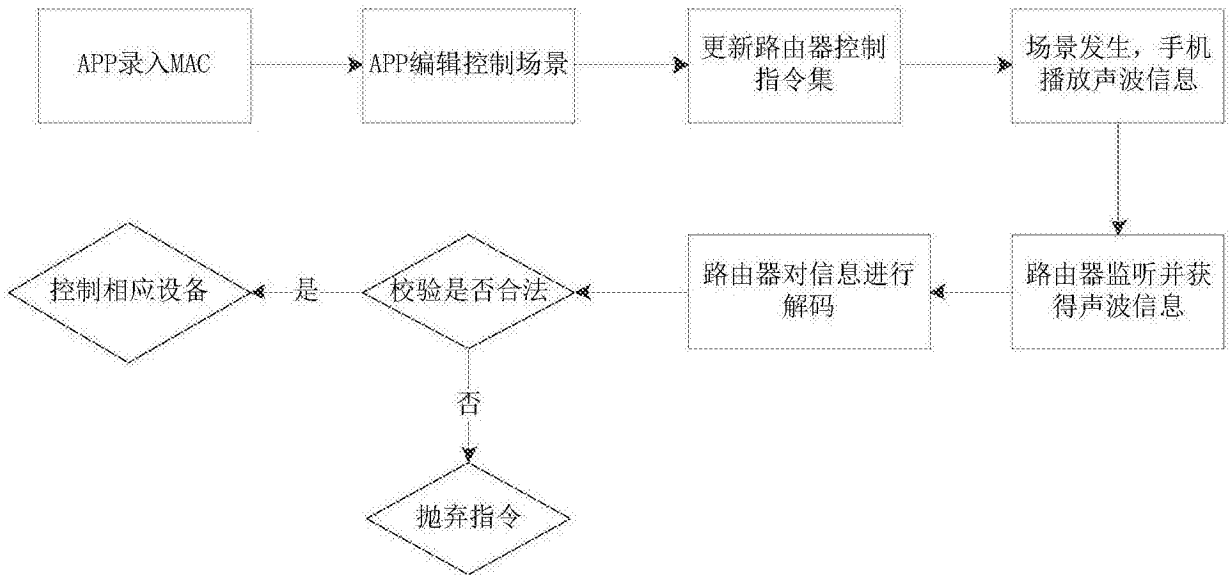 APP录入MAC
APP编辑控制场景
更新路由器控制
指令集
场景发生，手机
播放声波信息
路由器监听并获
得声波信息
路由器对信息进行
解码
校验是否合法
是
控制相应设备
否
抛弃指令